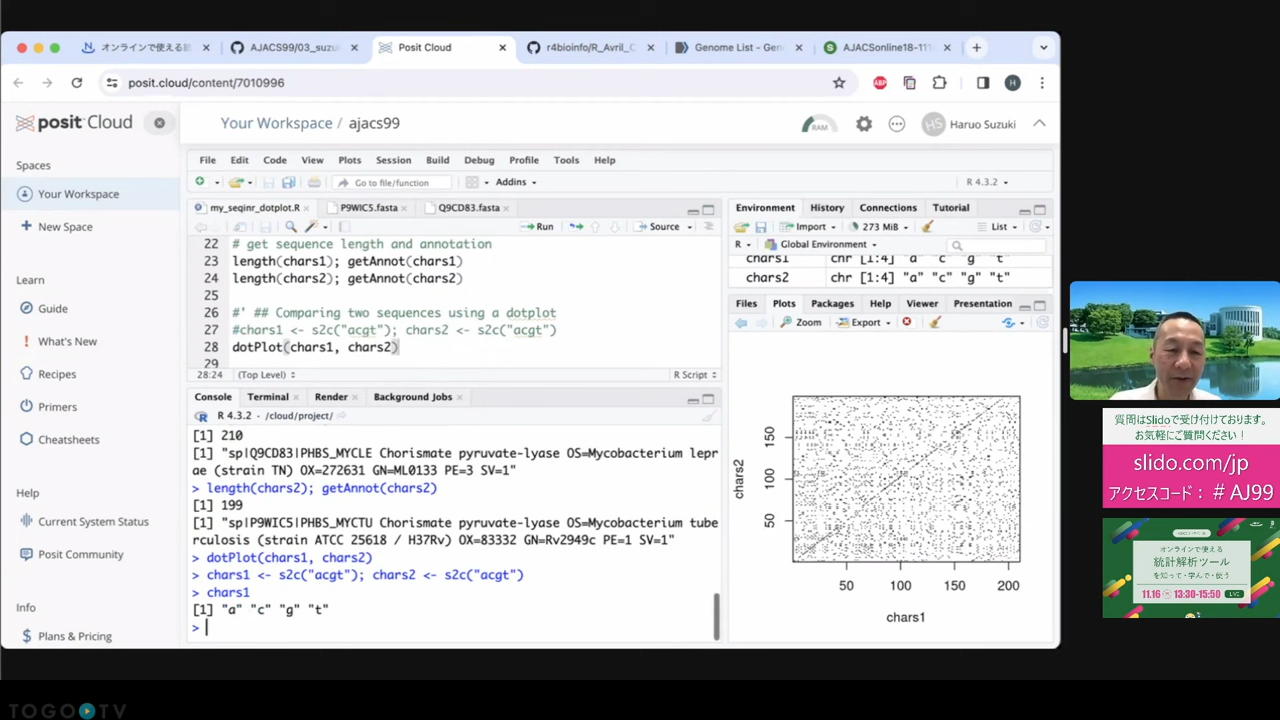 オンラインで使える統
AJACS99/03_suzuk
Posit Cloud
r4bioinfo/R_Avril_C
Genome List - Gen
AJACSonline18-111
posit.cloud/content/7010996
ABP
H
posit Cloud
Your Workspace / ajacs99
RAM
HS
Haruo Suzuki
Spaces
Your Workspace
New Space
Learn
Guide
What's New
Recipes
Primers
Cheatsheets
Help
Current System Status
Posit Community
Info
Plans & Pricing
File Edit Code View Plots Session Build Debug Profile Tools Help
Go to file/function
Addins
R 4.3.2
my_seqinr_dotplot.R
P9WIC5.fasta
Q9CD83.fasta
Run
Source
22 # get sequence length and annotation
23 length(chars1); getAnnot(chars1)
24 length(chars2); getAnnot(chars2)
25
26 #' ## Comparing two sequences using a dotplot
27 #chars1 <- s2c("acgt"); chars2 <- s2c("acgt")
28 dotPlot(chars1, chars2)
29
28:24 (Top Level) R Script
Console Terminal Render Background Jobs
R 4.3.2 · /cloud/project/
[1] 210
[1] "sp|Q9CD83|PHBS_MYCLE Chorismate pyruvate-lyase OS=Mycobacterium lepr
ae (strain TN) OX=272631 GN=ML0133 PE=3 SV=1"
> length(chars2); getAnnot(chars2)
[1] 199
[1] "sp|P9WIC5|PHBS_MYCTU Chorismate pyruvate-lyase OS=Mycobacterium tube
rculosis (strain ATCC 25618 / H37Rv) OX=83332 GN=Rv2949c PE=1 SV=1"
> dotPlot(chars1, chars2)
> chars1 <- s2c("acgt"); chars2 <- s2c("acgt")
> chars1
[1] "a" "c" "g" "t"
>
Environment History Connections Tutorial
Import
273 MiB
List
R
Global Environment
chars1 chr [1:4] "a" "c" "g" "t"
chars2 chr [1:4] "a" "c" "g" "t"
Files Plots Packages Help Viewer Presentation
Zoom
Export
chars2
50
100
150
50 100 150 200
chars1
質問はSlidoで受け付けております。
お気軽にご質問ください！
slido.com/jp
アクセスコード：＃AJ99
オンラインで使える
統計解析ツール
を知って・学んで・使う
11.16 13:30-15:50 LIVE
TOGO TV